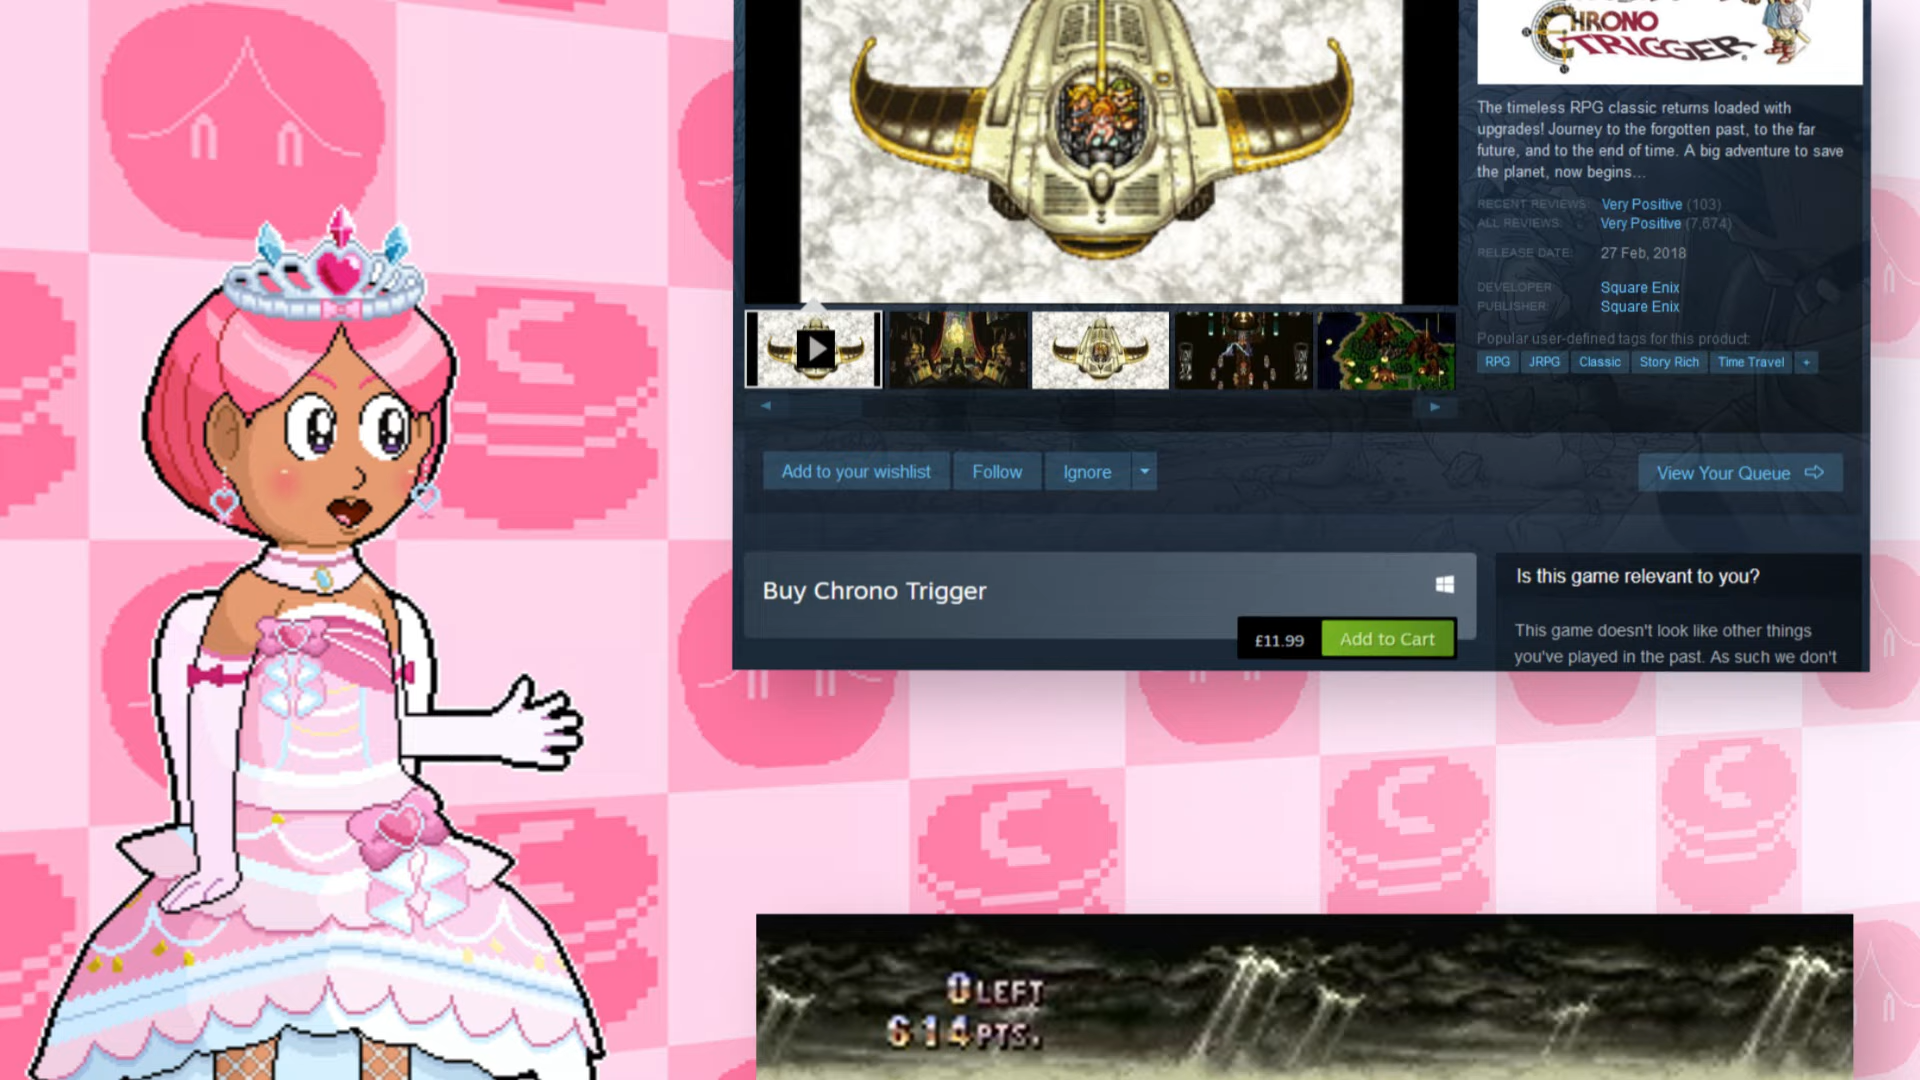 CHRONO
TRIGGER
The timeless RPG classic returns loaded with
upgrades! Journey to the forgotten past, to the far
future, and to the end of time. A big adventure to save
the planet, now begins...
RECENT REVIEWS: Very Positive (103)
ALL REVIEWS: Very Positive (7,674)
RELEASE DATE: 27 Feb, 2018
DEVELOPER: Square Enix
PUBLISHER: Square Enix
Popular user-defined tags for this product:
RPG JRPG Classic Story Rich Time Travel +
Add to your wishlist Follow Ignore View Your Queue
Buy Chrono Trigger
£11.99 Add to Cart
Is this game relevant to you?
This game doesn't look like other things
you've played in the past. As such we don't
0 LEFT
614 PTS.